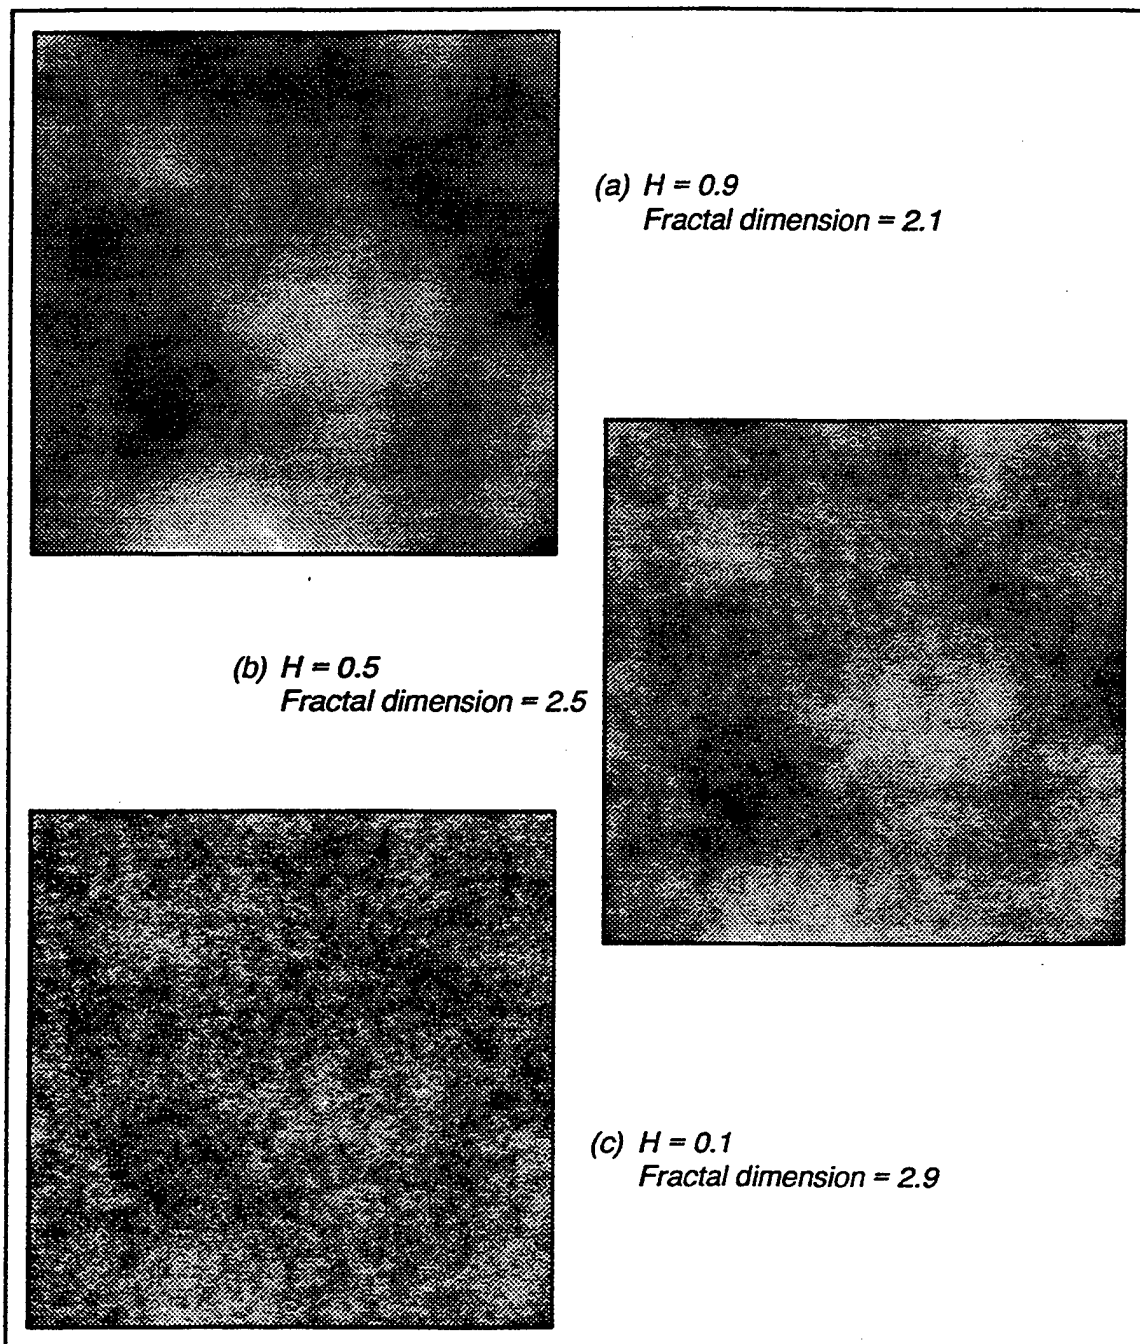 (a) H = 0.9
Fractal dimension = 2.1
(b) H = 0.5
Fractal dimension = 2.5
(c) H = 0.1
Fractal dimension = 2.9